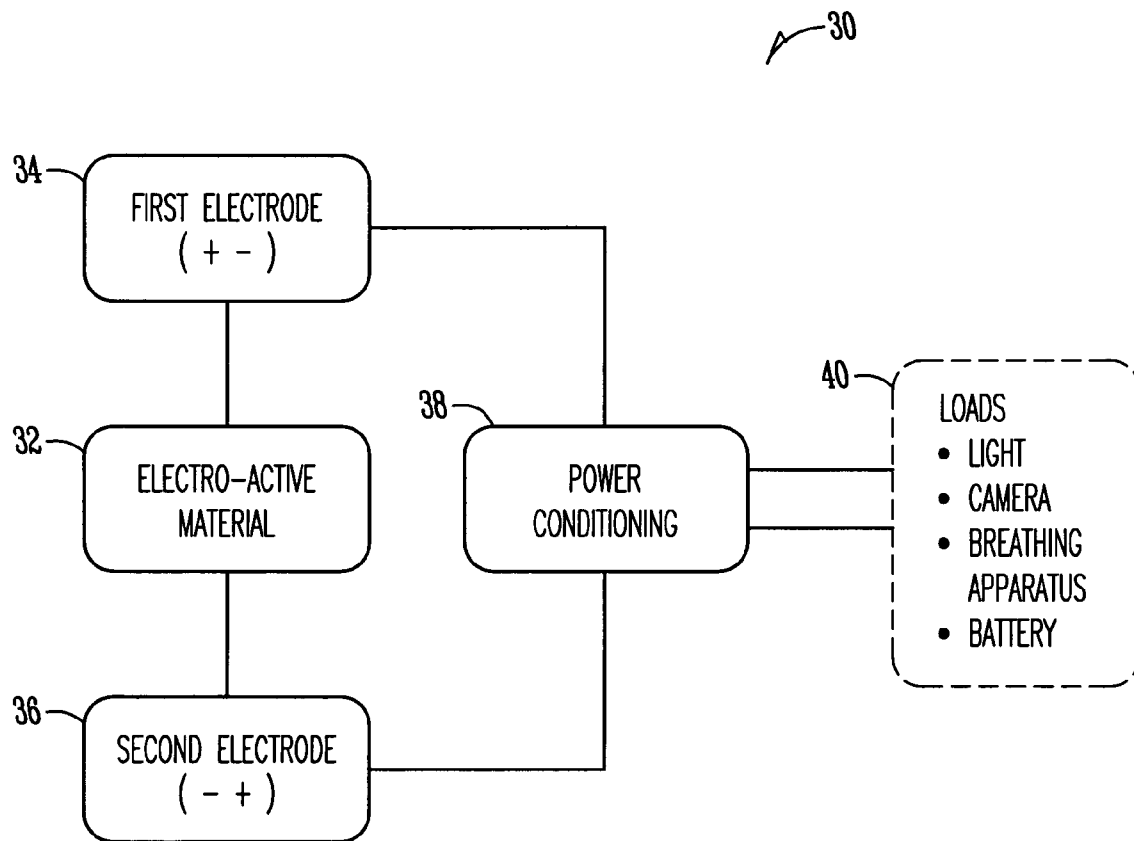 30
34
FIRST ELECTRODE
( + - )
32
ELECTRO-ACTIVE
MATERIAL
38
POWER
CONDITIONING
40
LOADS
• LIGHT
• CAMERA
• BREATHING
APPARATUS
• BATTERY
36
SECOND ELECTRODE
( - + )